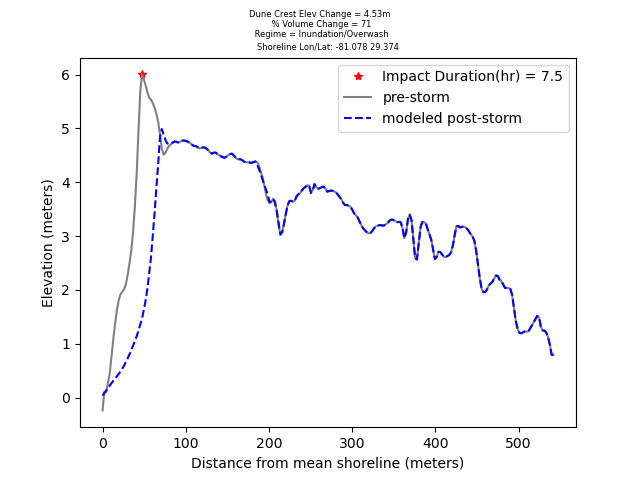 Dune Crest Elev Change = 4.53m
% Volume Change = 71
Regime = Inundation/Overwash
Shoreline Lon/Lat: -81.078 29.374
Impact Duration(hr) = 7.5
pre-storm
modeled post-storm
Elevation (meters)
6
5
4
3
2
1
0
0 100 200 300 400 500
Distance from mean shoreline (meters)